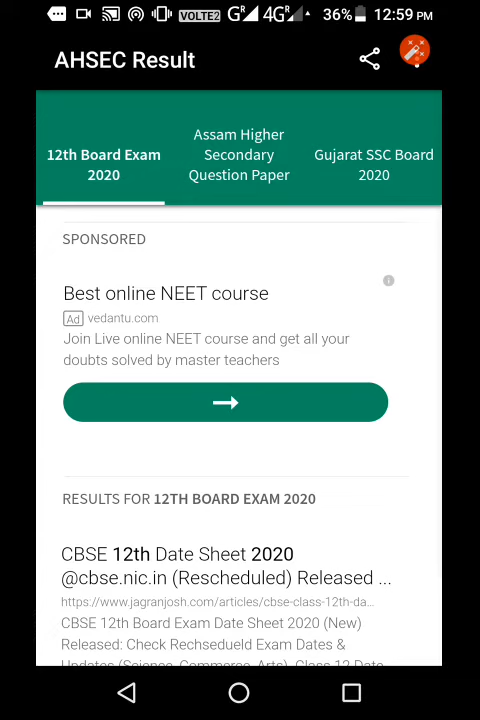 VOLTE2 G R 4G R 36% 12:59 PM
AHSEC Result
12th Board Exam
2020
Assam Higher
Secondary
Question Paper
Gujarat SSC Board
2020
SPONSORED
Best online NEET course
Ad vedantu.com
Join Live online NEET course and get all your
doubts solved by master teachers
RESULTS FOR 12TH BOARD EXAM 2020
CBSE 12th Date Sheet 2020
@cbse.nic.in (Rescheduled) Released ...
https://www.jagranjosh.com/articles/cbse-class-12th-da...
CBSE 12th Board Exam Date Sheet 2020 (New)
Released: Check Rechsedueld Exam Dates &
Updates (Science, Commerce, Arts). Class 12 Date